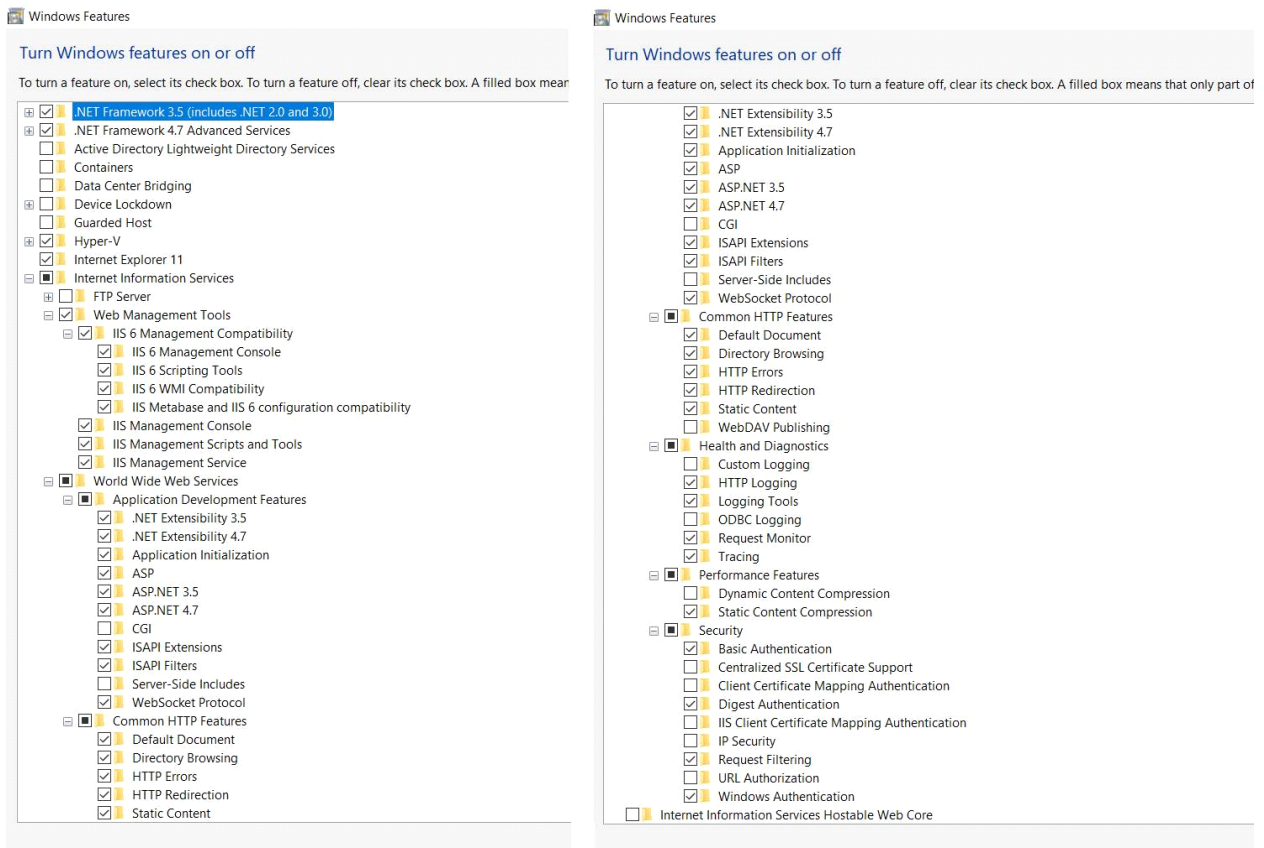 Windows Features
Turn Windows features on or off
To turn a feature on, select its check box. To turn a feature off, clear its check box. A filled box mean
.NET Framework 3.5 (includes .NET 2.0 and 3.0)
.NET Framework 4.7 Advanced Services
Active Directory Lightweight Directory Services
Containers
Data Center Bridging
Device Lockdown
Guarded Host
Hyper-V
Internet Explorer 11
Internet Information Services
FTP Server
Web Management Tools
IIS 6 Management Compatibility
IIS 6 Management Console
IIS 6 Scripting Tools
IIS 6 WMI Compatibility
IIS Metabase and IIS 6 configuration compatibility
IIS Management Console
IIS Management Scripts and Tools
IIS Management Service
World Wide Web Services
Application Development Features
.NET Extensibility 3.5
.NET Extensibility 4.7
Application Initialization
ASP
ASP.NET 3.5
ASP.NET 4.7
CGI
ISAPI Extensions
ISAPI Filters
Server-Side Includes
WebSocket Protocol
Common HTTP Features
Default Document
Directory Browsing
HTTP Errors
HTTP Redirection
Static Content
Windows Features
Turn Windows features on or off
To turn a feature on, select its check box. To turn a feature off, clear its check box. A filled box means that only part of
.NET Extensibility 3.5
.NET Extensibility 4.7
Application Initialization
ASP
ASP.NET 3.5
ASP.NET 4.7
CGI
ISAPI Extensions
ISAPI Filters
Server-Side Includes
WebSocket Protocol
Common HTTP Features
Default Document
Directory Browsing
HTTP Errors
HTTP Redirection
Static Content
WebDAV Publishing
Health and Diagnostics
Custom Logging
HTTP Logging
Logging Tools
ODBC Logging
Request Monitor
Tracing
Performance Features
Dynamic Content Compression
Static Content Compression
Security
Basic Authentication
Centralized SSL Certificate Support
Client Certificate Mapping Authentication
Digest Authentication
IIS Client Certificate Mapping Authentication
IP Security
Request Filtering
URL Authorization
Windows Authentication
Internet Information Services Hostable Web Core